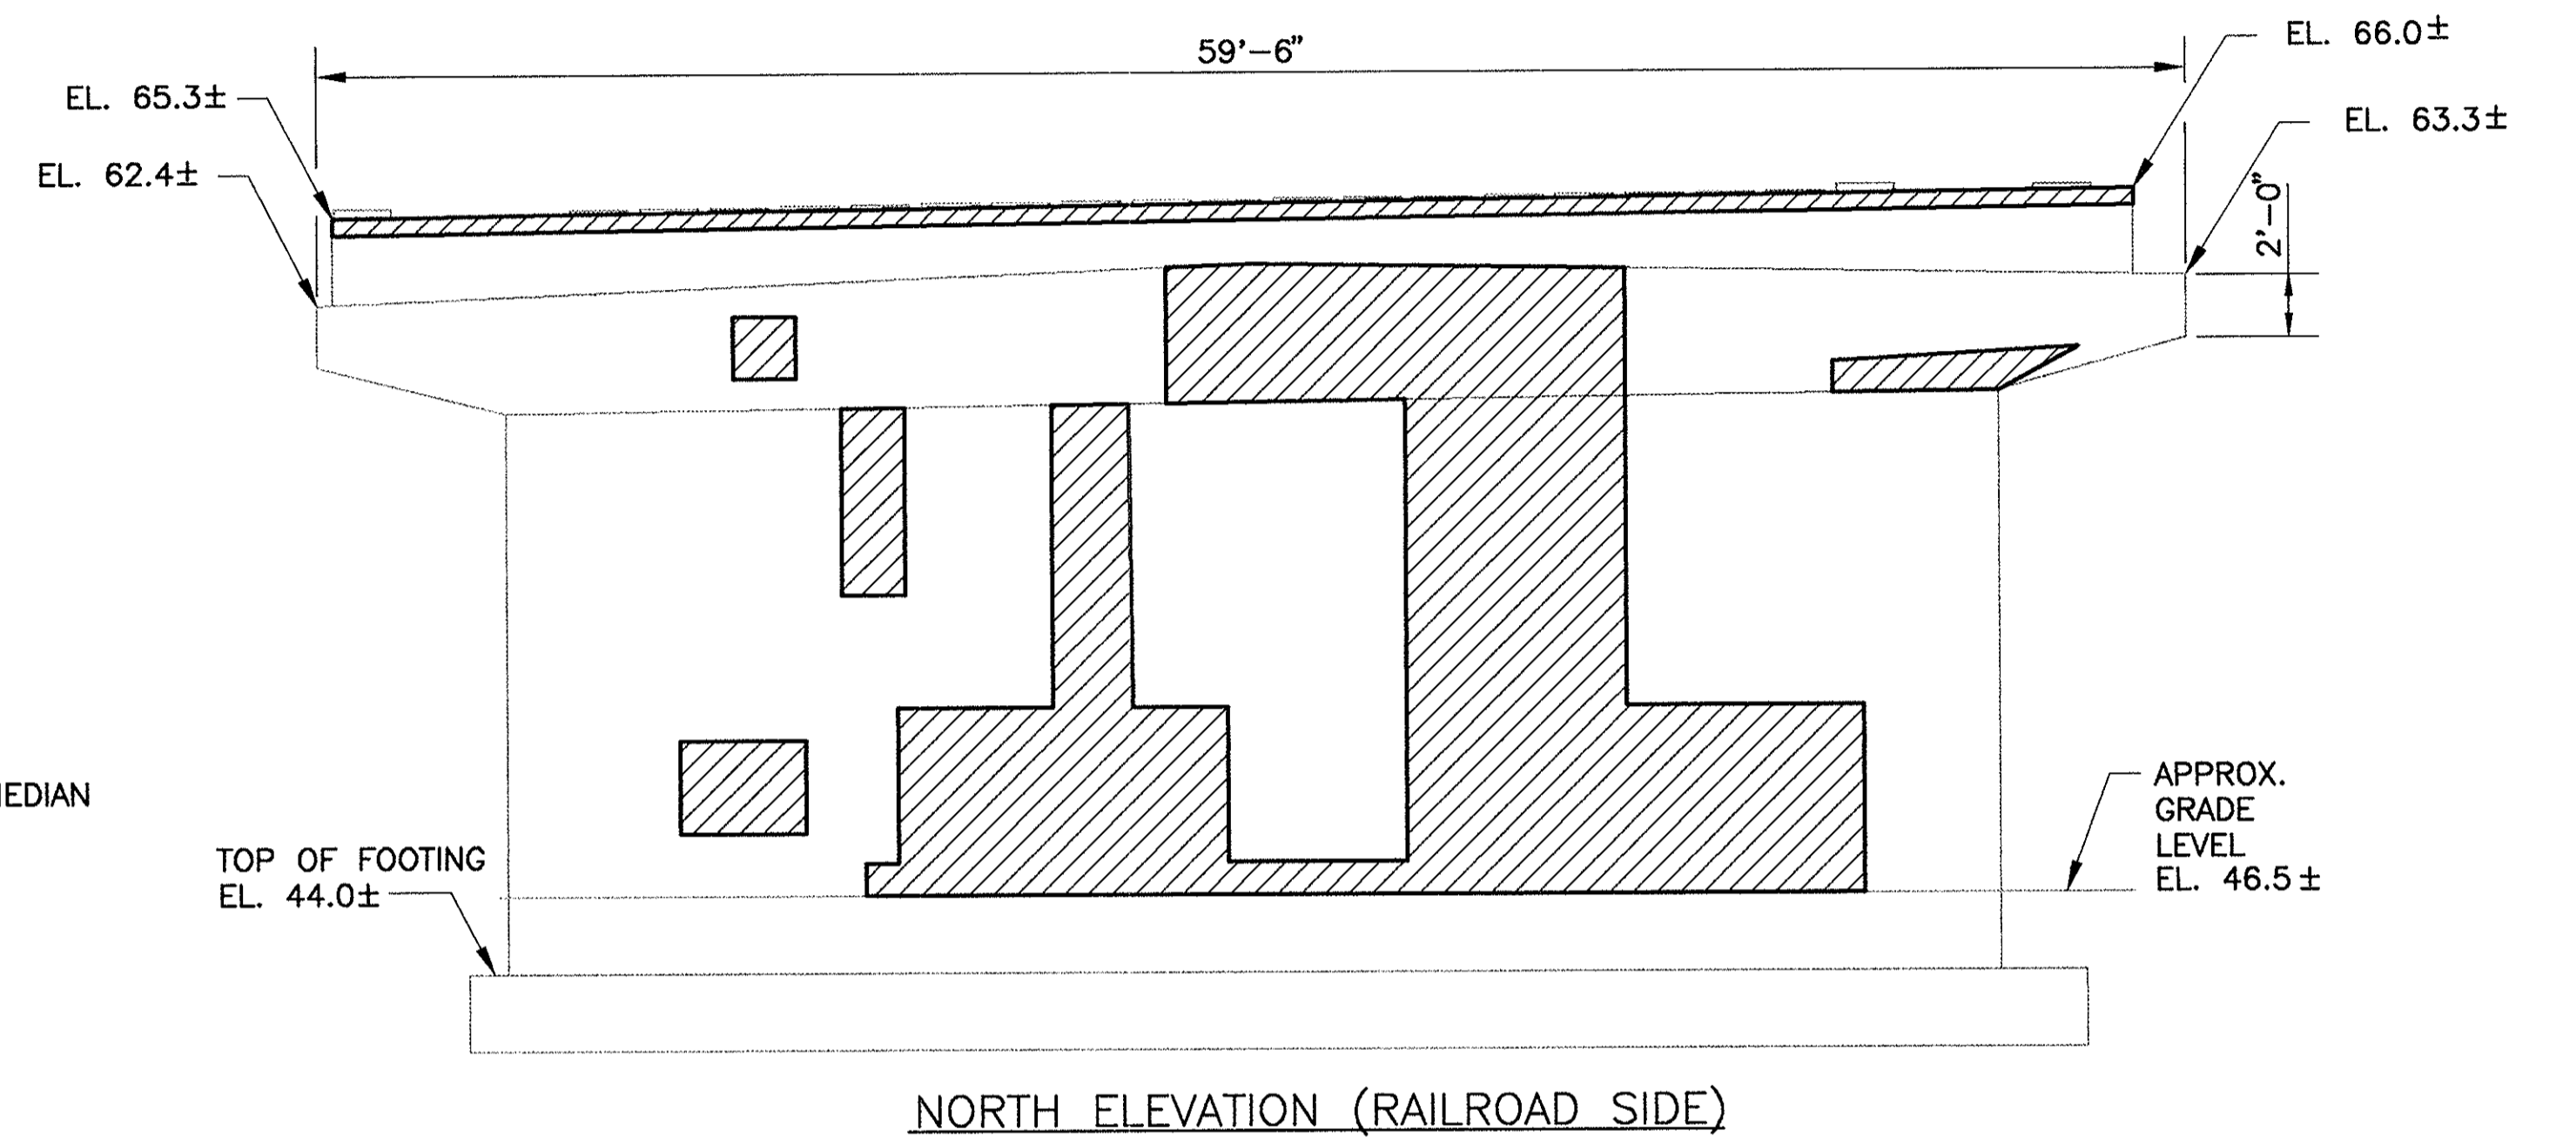 59'-6"
EL. 66.0±
EL. 65.3±
EL. 63.3±
EL. 62.4±
2'-0"
APPROX.
GRADE
LEVEL
EL. 46.5±
TOP OF FOOTING
EL. 44.0±
NORTH ELEVATION (RAILROAD SIDE)